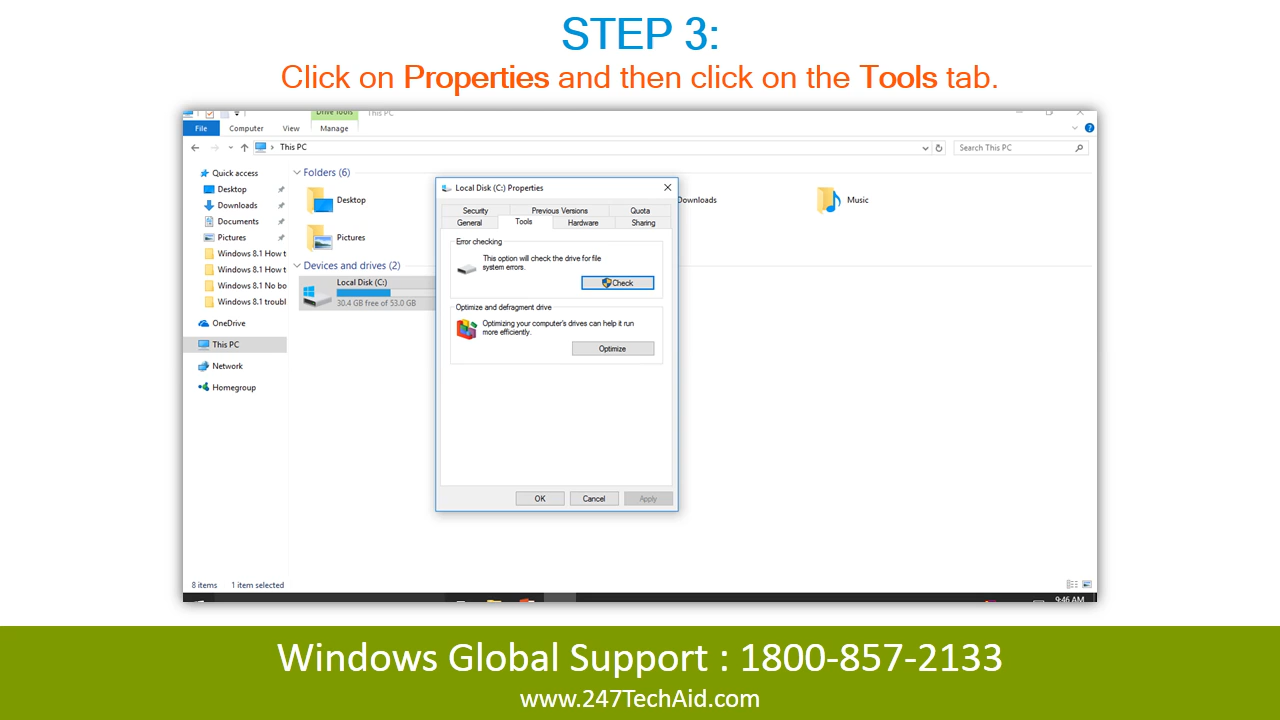 STEP 3:
Click on Properties and then click on the Tools tab.
Drive Tools This PC
File Computer View Manage
This PC
Search This PC
Quick access
Desktop
Downloads
Documents
Pictures
Windows 8.1 How t
Windows 8.1 How t
Windows 8.1 No bo
Windows 8.1 troubl
OneDrive
This PC
Network
Homegroup
Folders (6)
Desktop
Downloads
Music
Pictures
Devices and drives (2)
Local Disk (C:)
30.4 GB free of 53.0 GB
Local Disk (C:) Properties
Security Previous Versions Quota
General Tools Hardware Sharing
Error checking
This option will check the drive for file
system errors.
Check
Optimize and defragment drive
Optimizing your computer's drives can help it run
more efficiently.
Optimize
OK Cancel Apply
8 items 1 item selected
9:46 AM
Windows Global Support : 1800-857-2133
www.247TechAid.com